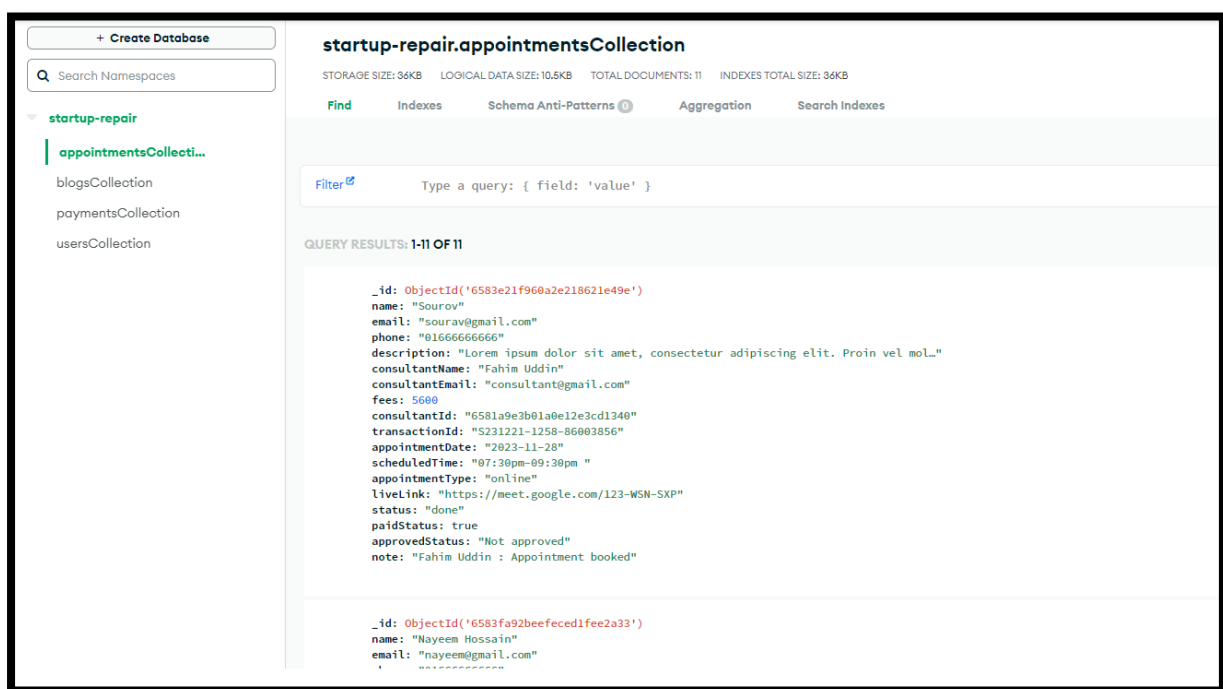 + Create Database
Search Namespaces
startup-repair
appointmentsCollecti...
blogsCollection
paymentsCollection
usersCollection
startup-repair.appointmentsCollection
STORAGE SIZE: 36KB LOGICAL DATA SIZE: 10.5KB TOTAL DOCUMENTS: 11 INDEXES TOTAL SIZE: 36KB
Find Indexes Schema Anti-Patterns 0 Aggregation Search Indexes
Filter Type a query: { field: 'value' }
QUERY RESULTS: 1-11 OF 11
_id: ObjectId('6583e21f960a2e218621e49e')
name: "Sourov"
email: "sourav@gmail.com"
phone: "01666666666"
description: "Lorem ipsum dolor sit amet, consectetur adipiscing elit. Proin vel mol…"
consultantName: "Fahim Uddin"
consultantEmail: "consultant@gmail.com"
fees: 5600
consultantId: "6581a9e3b01a0e12e3cd1340"
transactionId: "S231221-1258-86003856"
appointmentDate: "2023-11-28"
scheduledTime: "07:30pm-09:30pm "
appointmentType: "online"
liveLink: "https://meet.google.com/123-WSN-SXP"
status: "done"
paidStatus: true
approvedStatus: "Not approved"
note: "Fahim Uddin : Appointment booked"
_id: ObjectId('6583fa92beefeced1fee2a33')
name: "Nayeem Hossain"
email: "nayeem@gmail.com"